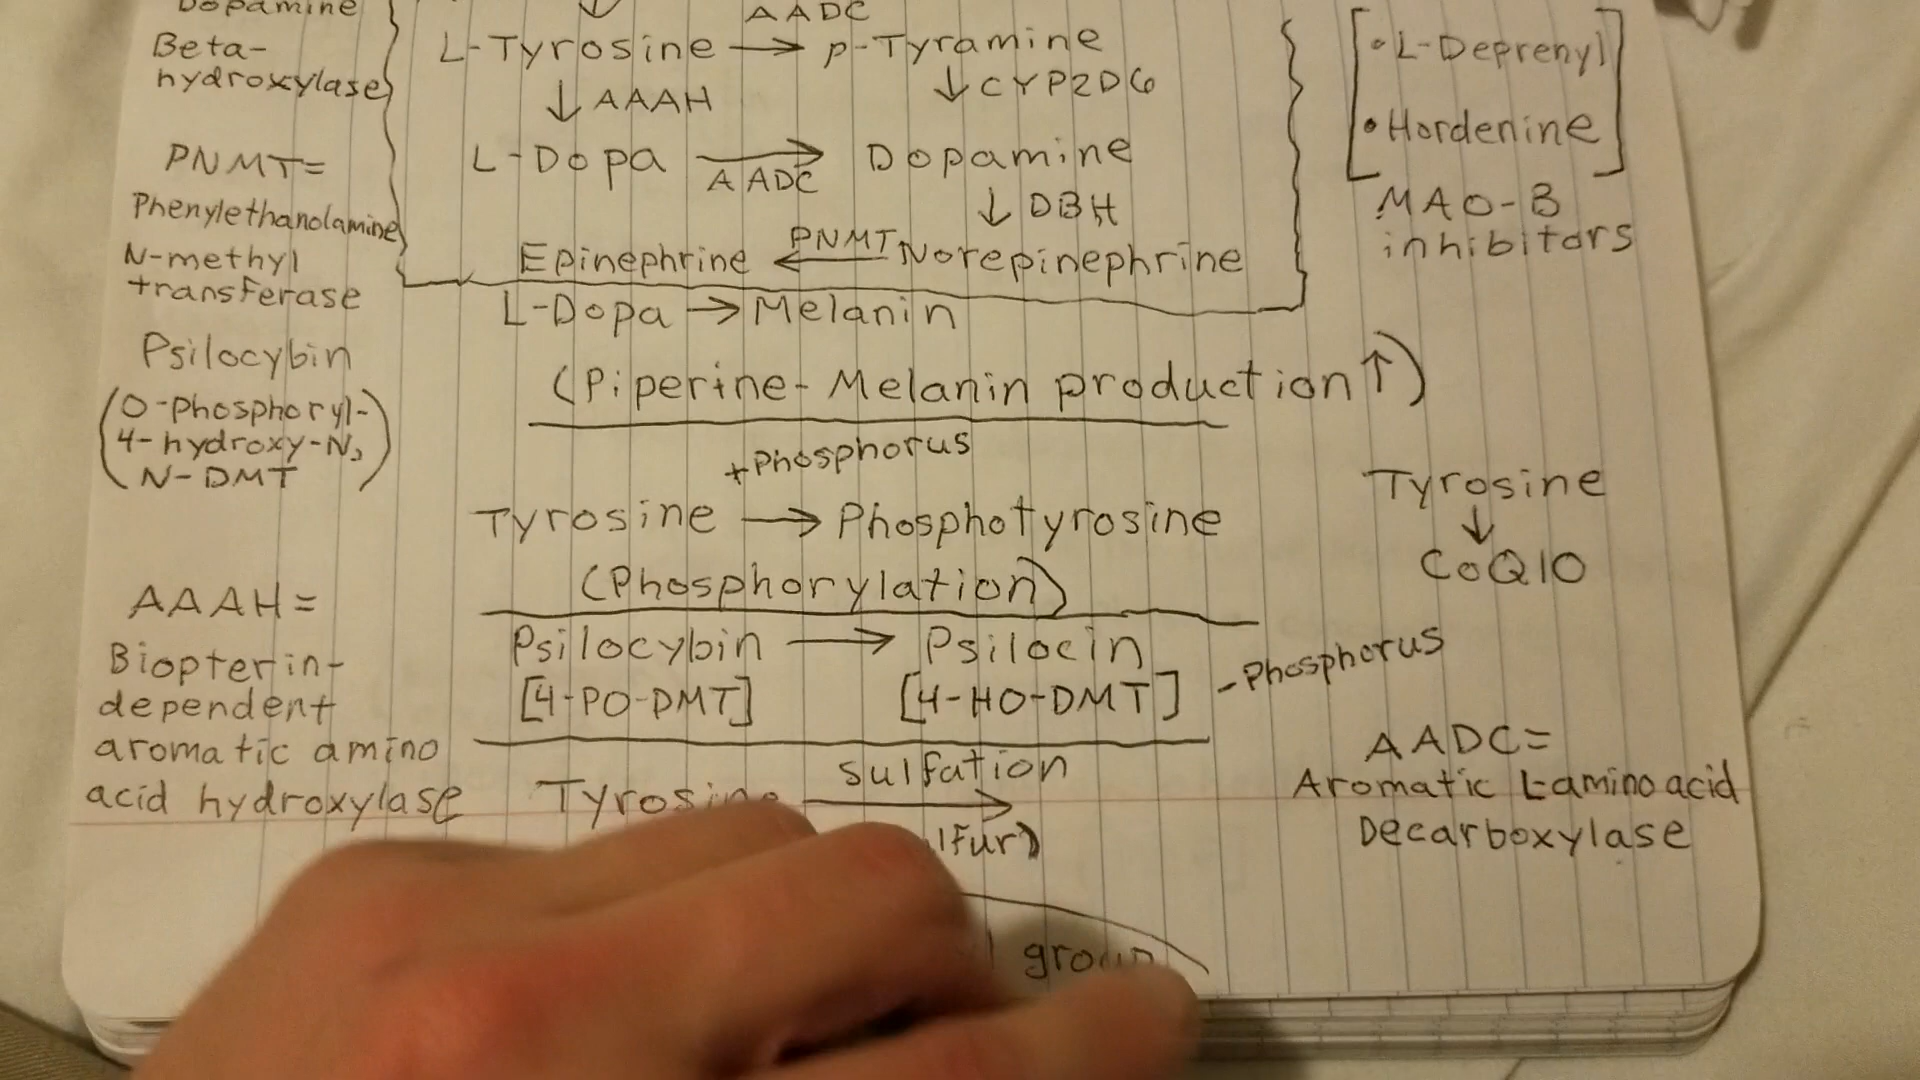 Dopamine
Beta-
hydroxylase
PNMT=
Phenylethanolamine
N-methyl
transferase
Psilocybin
(O-phosphoryl-
4-hydroxy-N,
N-DMT)
AAAH=
Biopterin-
dependent
aromatic amino
acid hydroxylase
↓ AADC
L-Tyrosine → p-Tyramine
↓ AAAH ↓ CYP2D6
L-Dopa → Dopamine
AADC
↓ DBH
Epinephrine ← PNMT Norepinephrine
L-Dopa → Melanin
(Piperine- Melanin production ↑)
+Phosphorus
Tyrosine → Phosphotyrosine
(Phosphorylation)
Psilocybin → Psilocin
[4-PO-DMT] [4-HO-DMT] -Phosphorus
sulfation
Tyrosine →
group
[• L-Deprenyl
• Hordenine]
MAO-B
inhibitors
Tyrosine
↓
CoQ10
AADC=
Aromatic L-amino acid
Decarboxylase